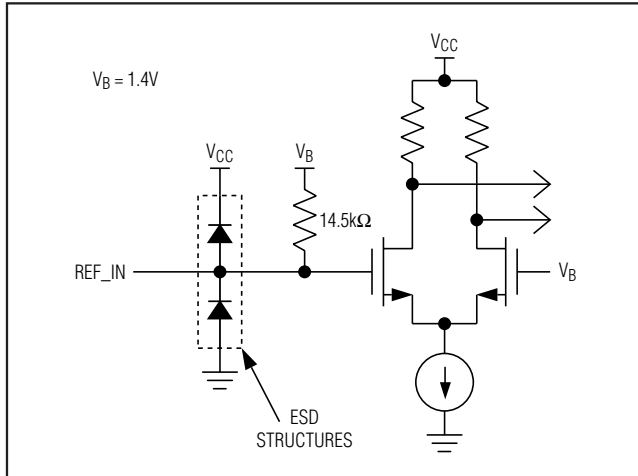 V_B = 1.4V
V_CC
V_CC
V_B
14.5kΩ
REF_IN
V_B
ESD
STRUCTURES